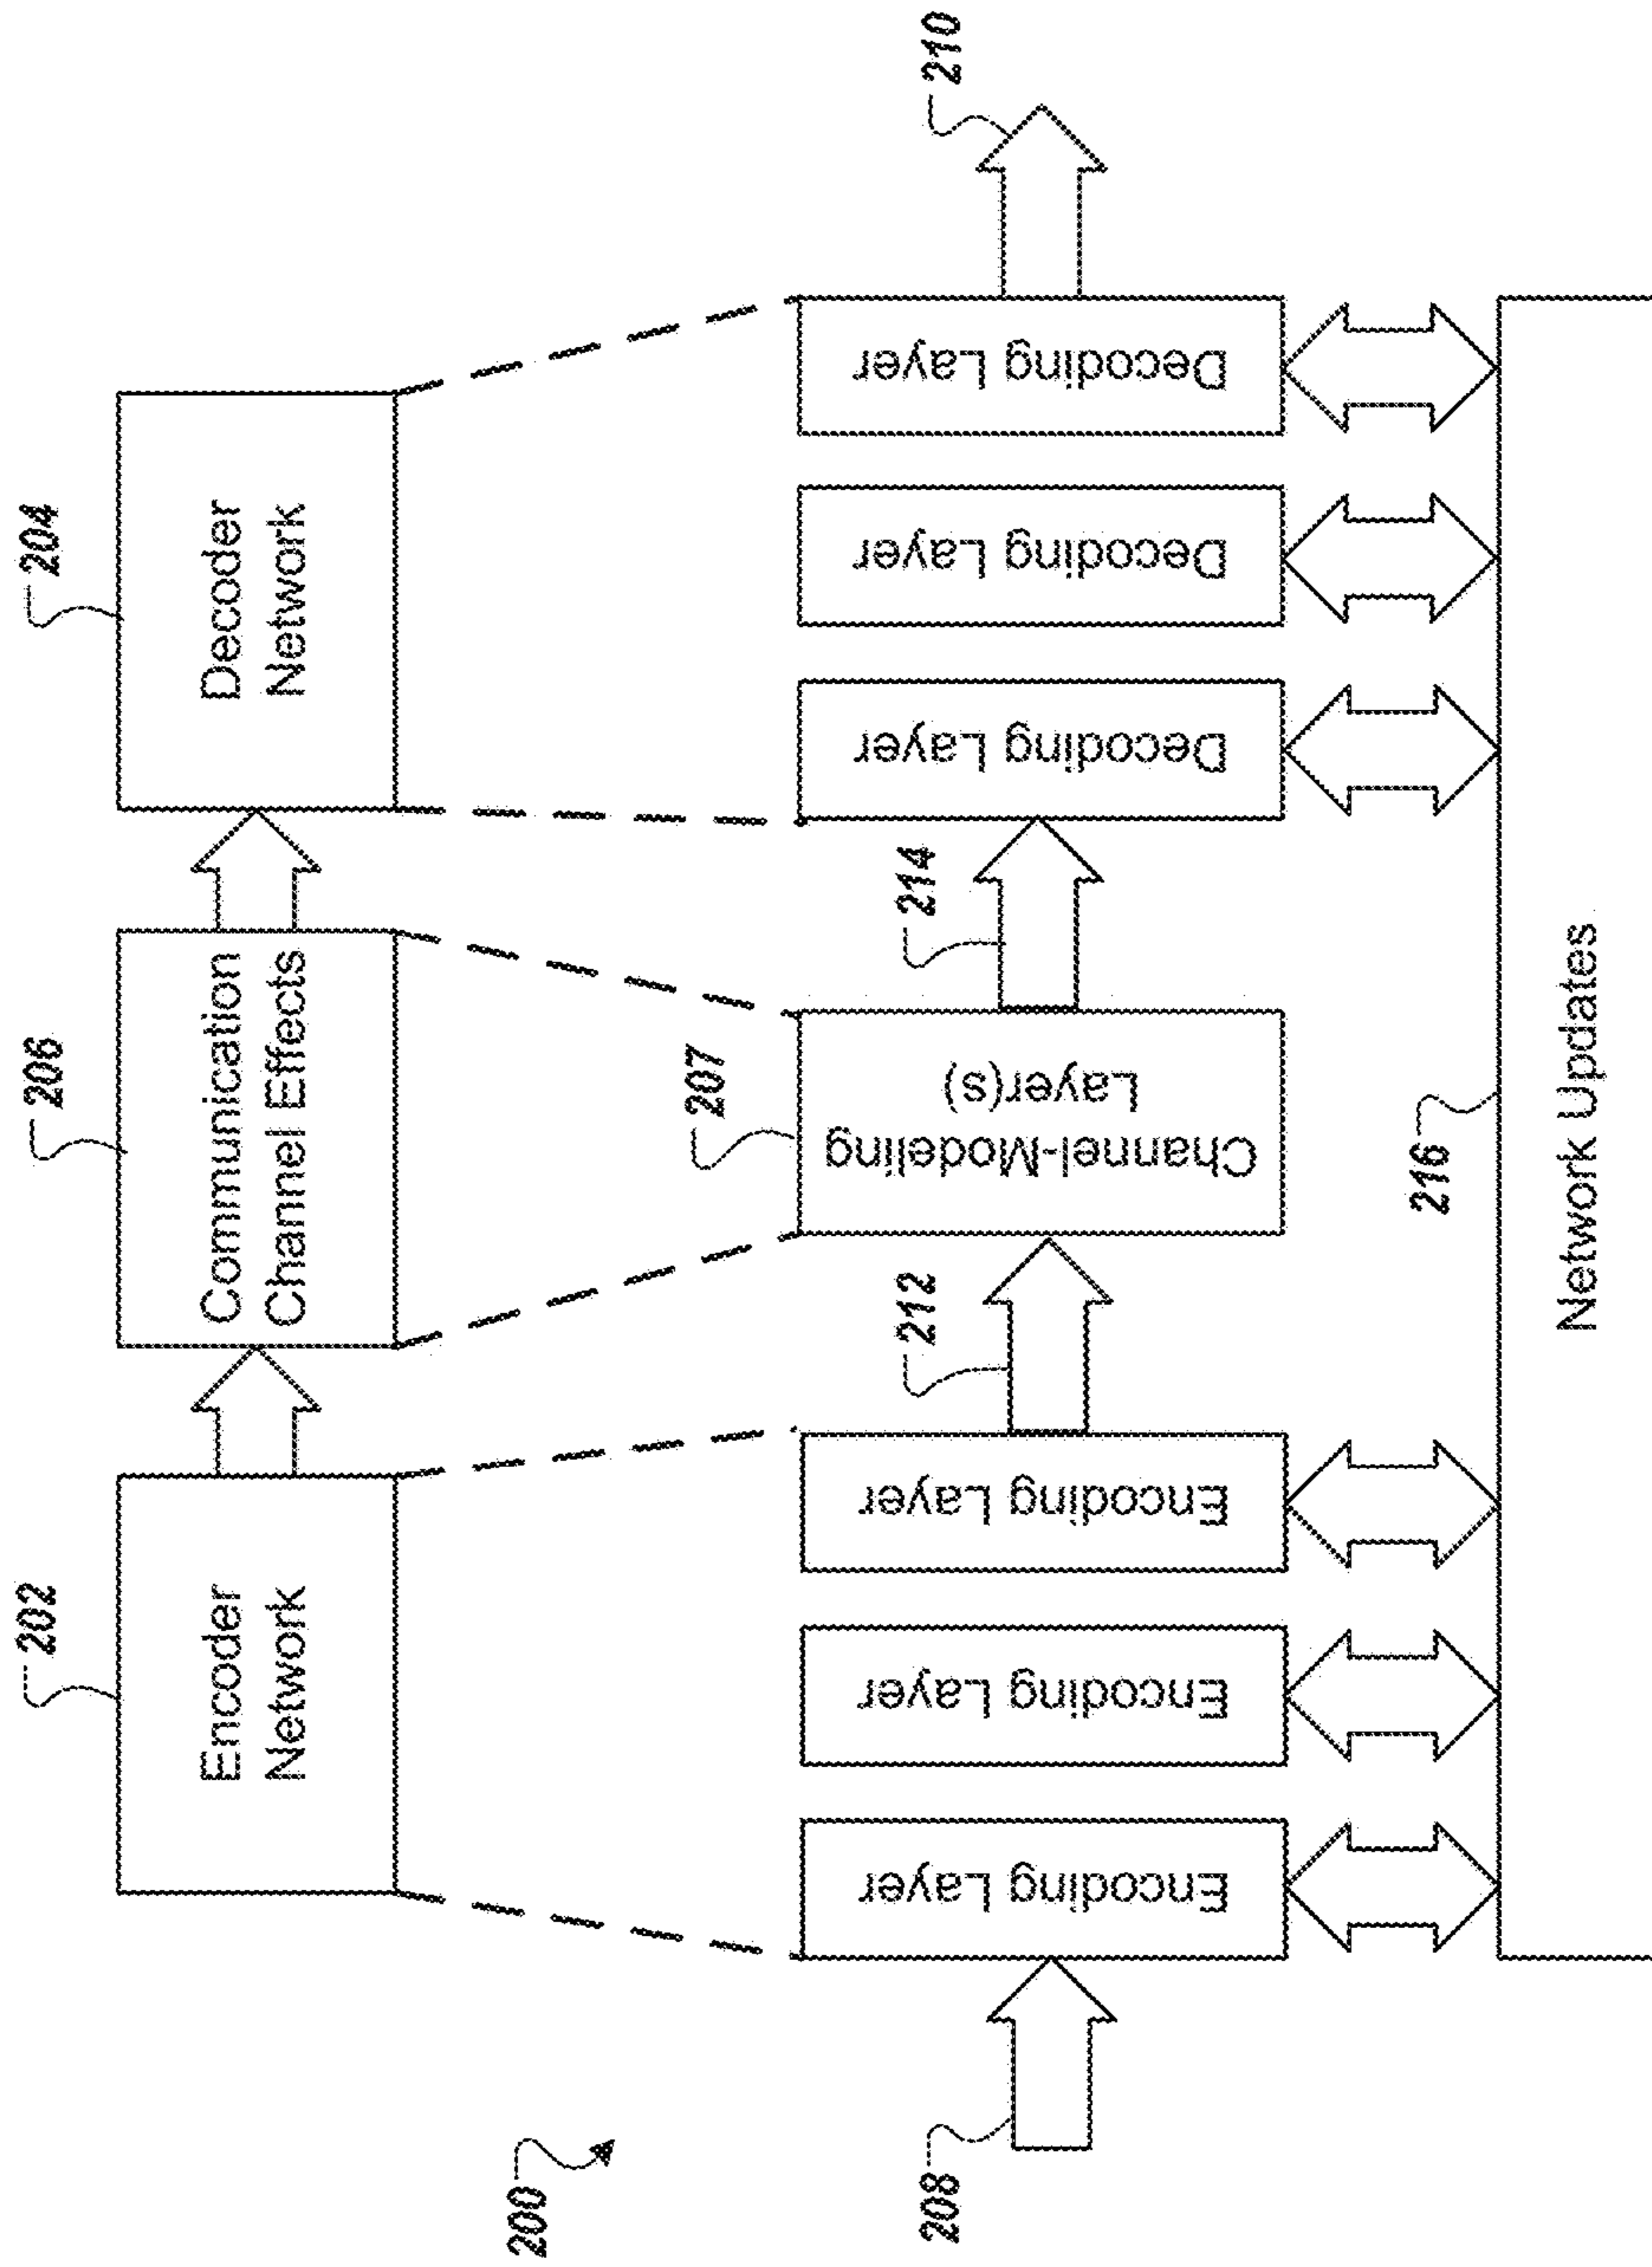 200
202
Encoder
Network
206
Communication
Channel Effects
204
Decoder
Network
208
Encoding Layer
Encoding Layer
Encoding Layer
212
207
Channel-Modeling
Layer(s)
214
Decoding Layer
Decoding Layer
Decoding Layer
210
216
Network Updates